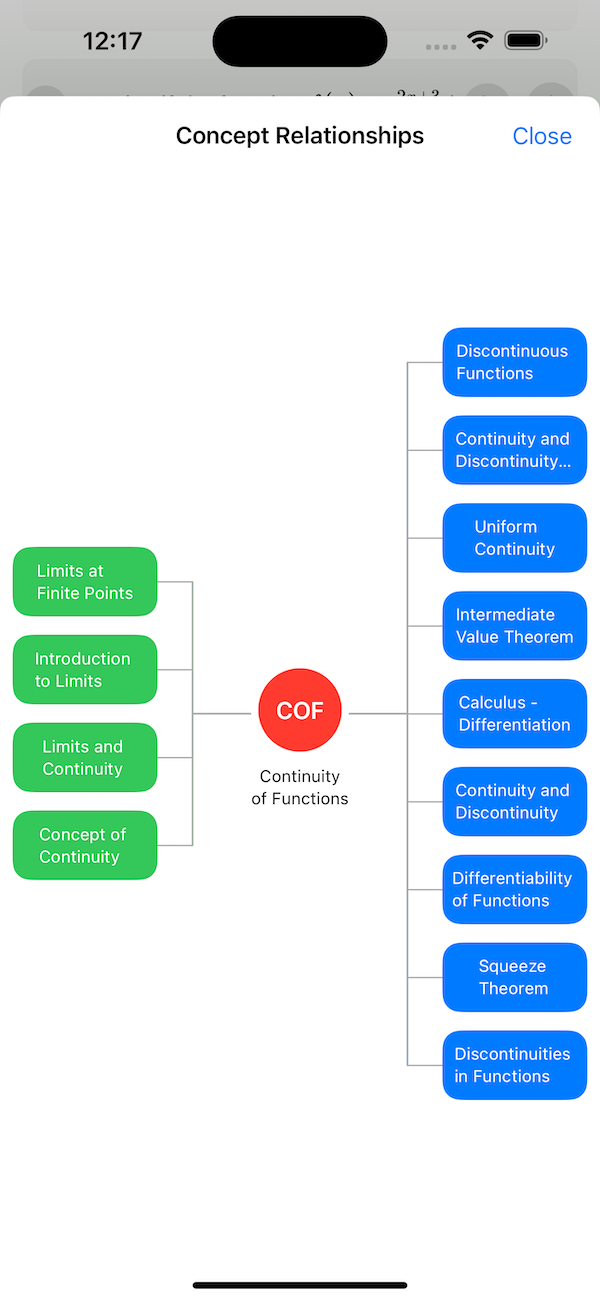 12:17
Concept Relationships
Close
Limits at
Finite Points
Introduction
to Limits
Limits and
Continuity
Concept of
Continuity
COF
Continuity
of Functions
Discontinuous
Functions
Continuity and
Discontinuity...
Uniform
Continuity
Intermediate
Value Theorem
Calculus -
Differentiation
Continuity and
Discontinuity
Differentiability
of Functions
Squeeze
Theorem
Discontinuities
in Functions